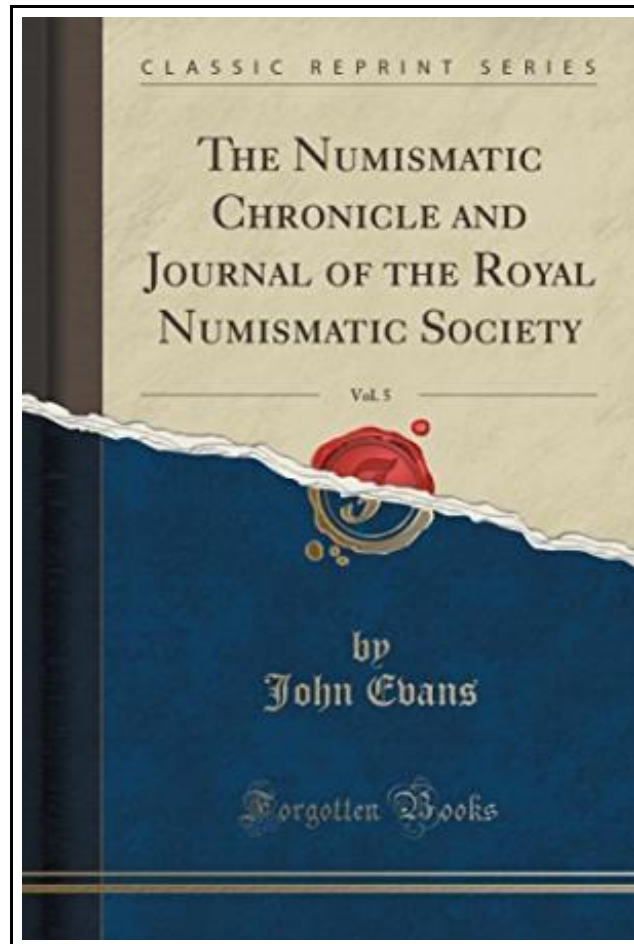 CLASSIC REPRINT SERIES
THE NUMISMATIC
CHRONICLE AND
JOURNAL OF THE ROYAL
NUMISMATIC SOCIETY
Vol. 5
by
John Evans
Forgotten Books